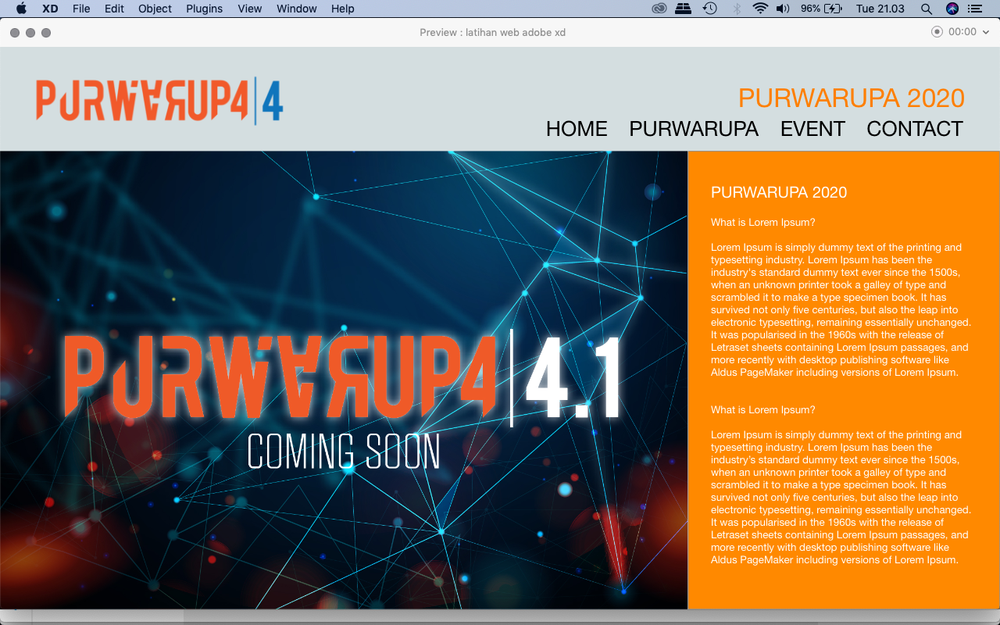 XD File Edit Object Plugins View Window Help 96% Tue 21.03
Preview : latihan web adobe xd 00:00
PURWARUP4|4
PURWARUPA 2020
HOME PURWARUPA EVENT CONTACT
PURWARUP4|4.1
COMING SOON
PURWARUPA 2020
What is Lorem Ipsum?
Lorem Ipsum is simply dummy text of the printing and
typesetting industry. Lorem Ipsum has been the
industry's standard dummy text ever since the 1500s,
when an unknown printer took a galley of type and
scrambled it to make a type specimen book. It has
survived not only five centuries, but also the leap into
electronic typesetting, remaining essentially unchanged.
It was popularised in the 1960s with the release of
Letraset sheets containing Lorem Ipsum passages, and
more recently with desktop publishing software like
Aldus PageMaker including versions of Lorem Ipsum.
What is Lorem Ipsum?
Lorem Ipsum is simply dummy text of the printing and
typesetting industry. Lorem Ipsum has been the
industry's standard dummy text ever since the 1500s,
when an unknown printer took a galley of type and
scrambled it to make a type specimen book. It has
survived not only five centuries, but also the leap into
electronic typesetting, remaining essentially unchanged.
It was popularised in the 1960s with the release of
Letraset sheets containing Lorem Ipsum passages, and
more recently with desktop publishing software like
Aldus PageMaker including versions of Lorem Ipsum.